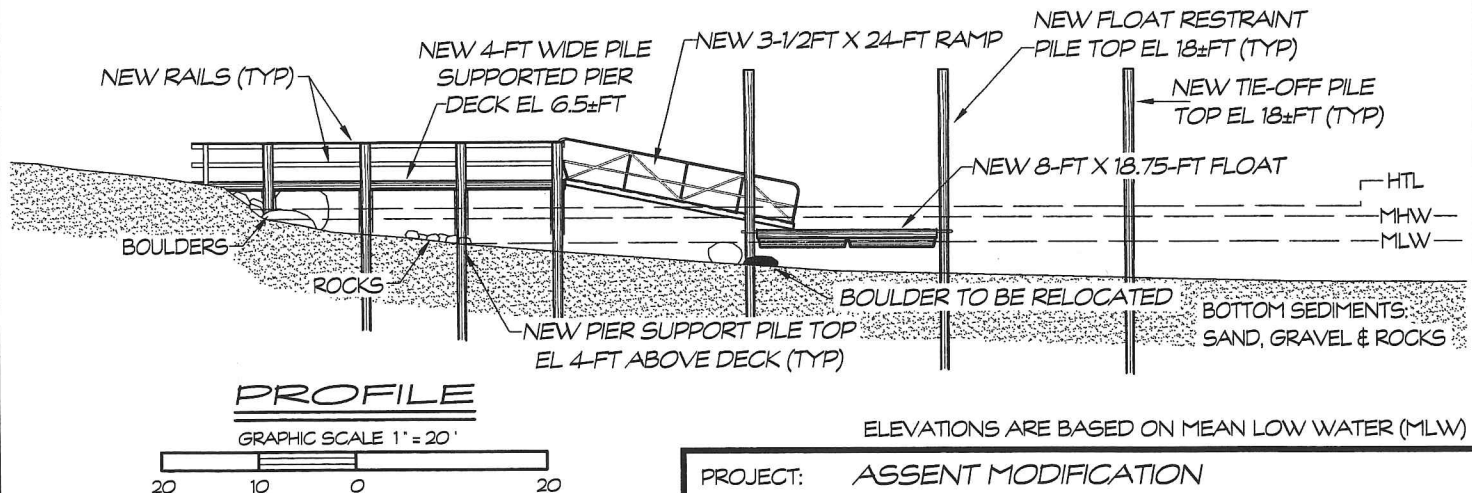 NEW RAILS (TYP)
NEW 4-FT WIDE PILE
SUPPORTED PIER
DECK EL 6.5±FT
NEW 3-1/2FT X 24-FT RAMP
NEW FLOAT RESTRAINT
PILE TOP EL 18±FT (TYP)
NEW TIE-OFF PILE
TOP EL 18±FT (TYP)
NEW 8-FT X 18.75-FT FLOAT
HTL
MHW
MLW
BOULDERS
ROCKS
BOULDER TO BE RELOCATED
NEW PIER SUPPORT PILE TOP
EL 4-FT ABOVE DECK (TYP)
BOTTOM SEDIMENTS:
SAND, GRAVEL & ROCKS
PROFILE
GRAPHIC SCALE 1" = 20'
20 10 0 20
ELEVATIONS ARE BASED ON MEAN LOW WATER (MLW)
PROJECT: ASSENT MODIFICATION